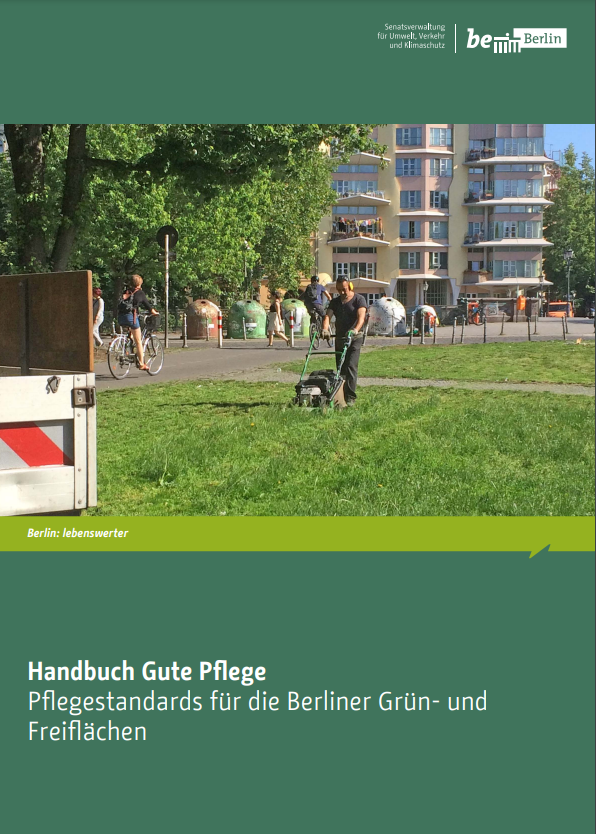 Senatsverwaltung
für Umwelt, Verkehr
und Klimaschutz
be Berlin
Berlin: lebenswerter
Handbuch Gute Pflege
Pflegestandards für die Berliner Grün- und
Freiflächen